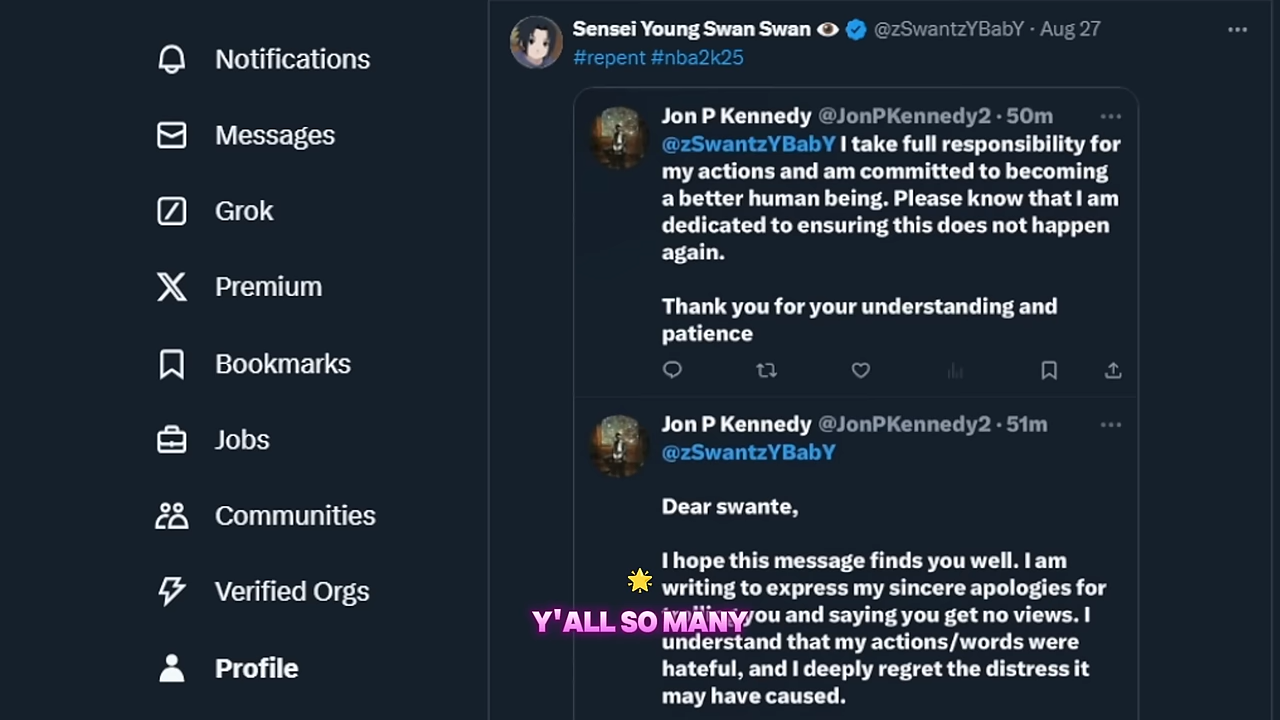 Notifications
Messages
Grok
Premium
Bookmarks
Jobs
Communities
Verified Orgs
Profile
Sensei Young Swan Swan 👁 @zSwantzYBabY · Aug 27
#repent #nba2k25
Jon P Kennedy @JonPKennedy2 · 50m
@zSwantzYBabY I take full responsibility for
my actions and am committed to becoming
a better human being. Please know that I am
dedicated to ensuring this does not happen
again.
Thank you for your understanding and
patience
Jon P Kennedy @JonPKennedy2 · 51m
@zSwantzYBabY
Dear swante,
I hope this message finds you well. I am
writing to express my sincere apologies for
you and saying you get no views. I
understand that my actions/words were
hateful, and I deeply regret the distress it
may have caused.
Y'ALL SO MANY